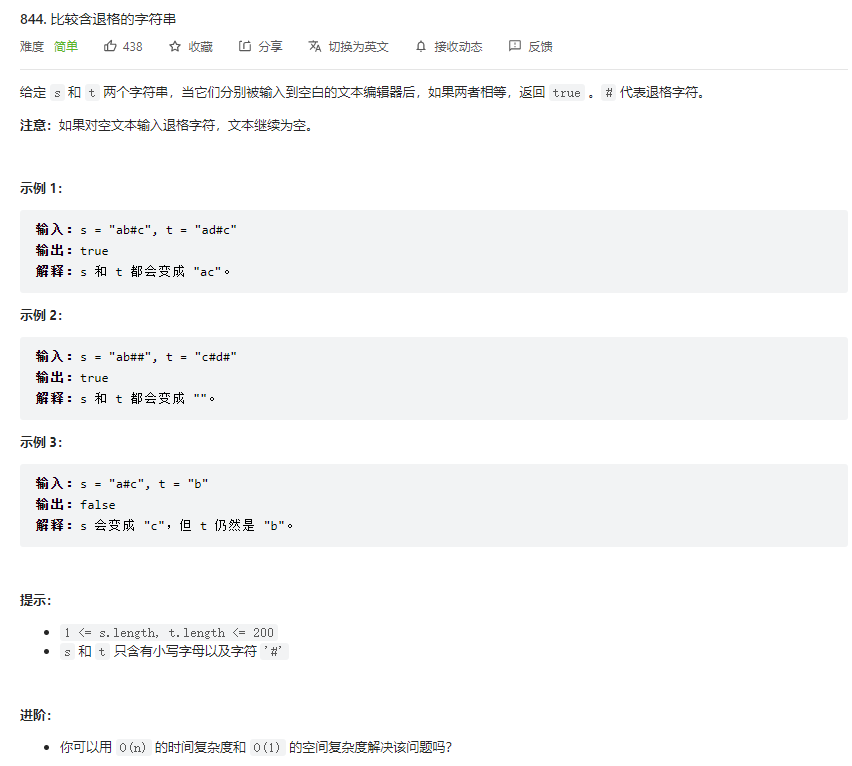 844. 比较含退格的字符串
难度 简单 438 收藏 分享 切换为英文 接收动态 反馈
给定 s 和 t 两个字符串，当它们分别被输入到空白的文本编辑器后，如果两者相等，返回 true 。# 代表退格字符。
注意：如果对空文本输入退格字符，文本继续为空。
示例 1：
输入：s = "ab#c", t = "ad#c"
输出：true
解释：s 和 t 都会变成 "ac"。
示例 2：
输入：s = "ab##", t = "c#d#"
输出：true
解释：s 和 t 都会变成 ""。
示例 3：
输入：s = "a#c", t = "b"
输出：false
解释：s 会变成 "c"，但 t 仍然是 "b"。
提示：
1 <= s.length, t.length <= 200
s 和 t 只含有小写字母以及字符 '#'
进阶：
你可以用 O(n) 的时间复杂度和 O(1) 的空间复杂度解决该问题吗？